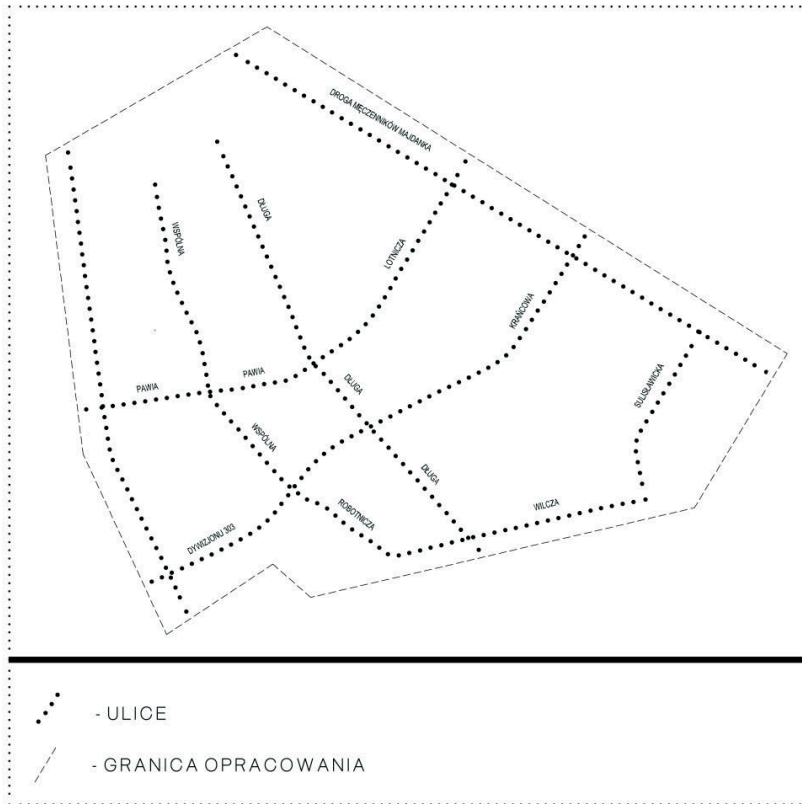 DROGA MĘCZENNIKÓW MAJDANKA
DŁUGA
WSPÓLNA
LOTNICZA
KRAŃCOWA
PAWIA
PAWIA
DŁUGA
SULISŁAWICKA
WSPÓLNA
DŁUGA
ROBOTNICZA
WILCZA
DYWIZJONU 303
- ULICE
- GRANICA OPRACOWANIA